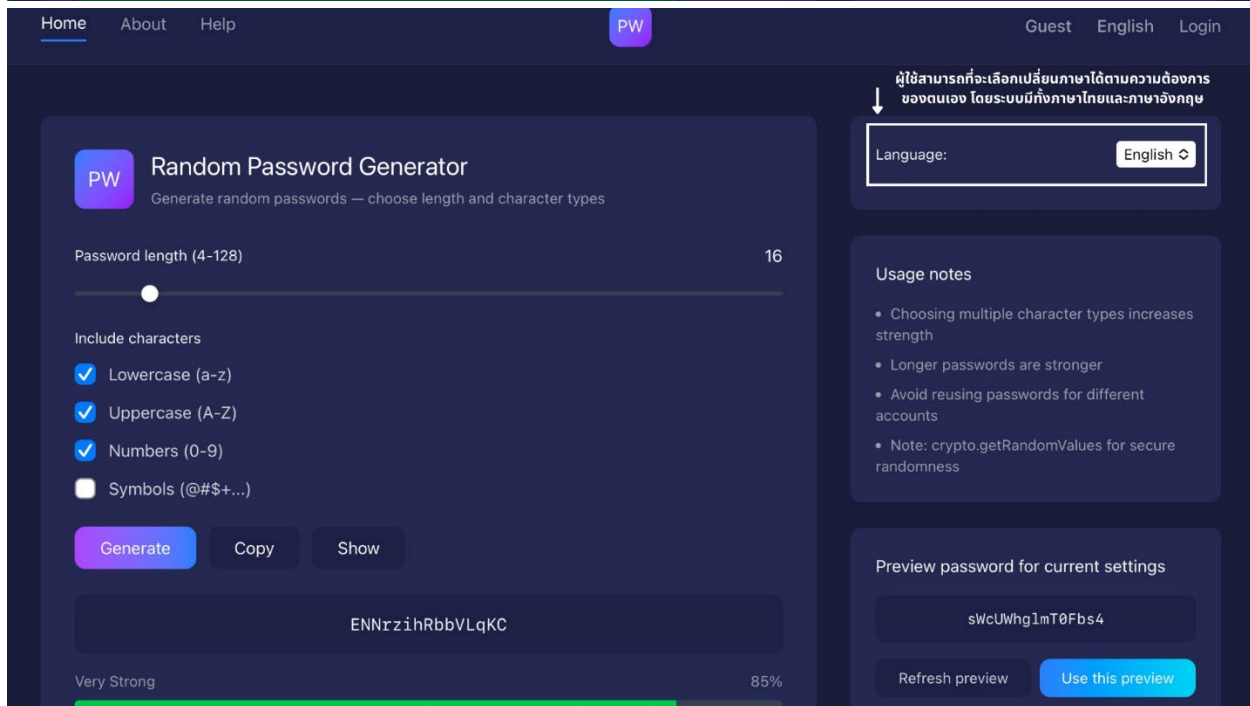 Home About Help PW Guest English Login
ผู้ใช้สามารถที่จะเลือกเปลี่ยนภาษาได้ตามความต้องการ
ของตนเอง โดยระบบมีทั้งภาษาไทยและภาษาอังกฤษ
Language: English
PW
Random Password Generator
Generate random passwords — choose length and character types
Password length (4-128) 16
Include characters
Lowercase (a-z)
Uppercase (A-Z)
Numbers (0-9)
Symbols (@#$+...)
Generate Copy Show
ENNrzihRbbVLqKC
Very Strong 85%
Usage notes
• Choosing multiple character types increases
strength
• Longer passwords are stronger
• Avoid reusing passwords for different
accounts
• Note: crypto.getRandomValues for secure
randomness
Preview password for current settings
sWcUWhglmT0Fbs4
Refresh preview Use this preview